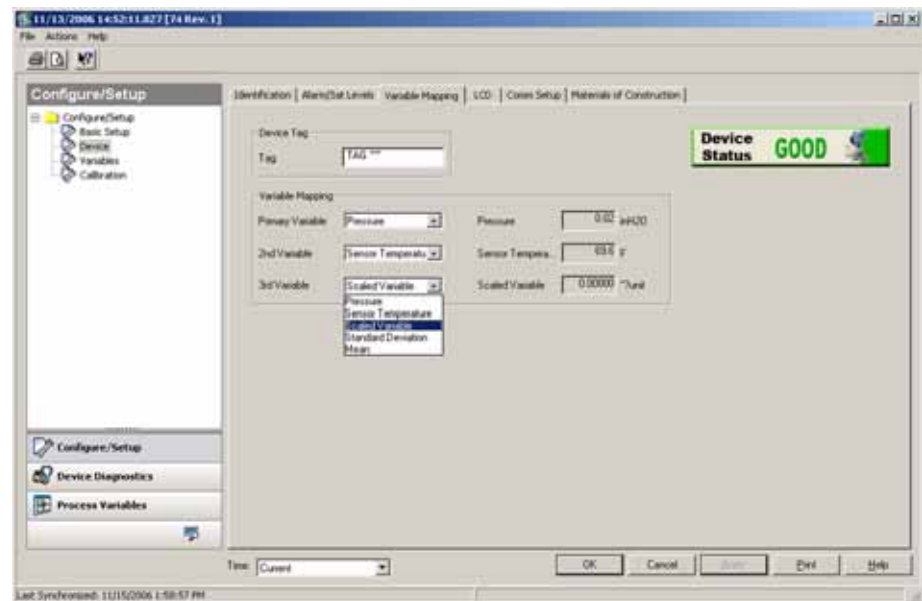 11/13/2006 14:52:11.827 [74 Rev. 1]
File Actions Help
Configure/Setup
Configure/Setup
Basic Setup
Device
Variables
Calibration
Configure/Setup
Device Diagnostics
Process Variables
Identification Alarm/Sat Levels Variable Mapping LCD Comm Setup Materials of Construction
Device Tag
Tag
TAG
Device Status GOOD
Variable Mapping
Primary Variable Pressure Pressure 0.02 inH2O
2nd Variable Sensor Temperatu Sensor Tempera... 69.6 F
3rd Variable Scaled Variable Scaled Variable 0.00000 "/unit
Pressure
Sensor Temperature
Scaled Variable
Standard Deviation
Mean
Time: Current
OK Cancel Apply Print Help
Last Synchronized: 11/15/2006 1:58:57 PM